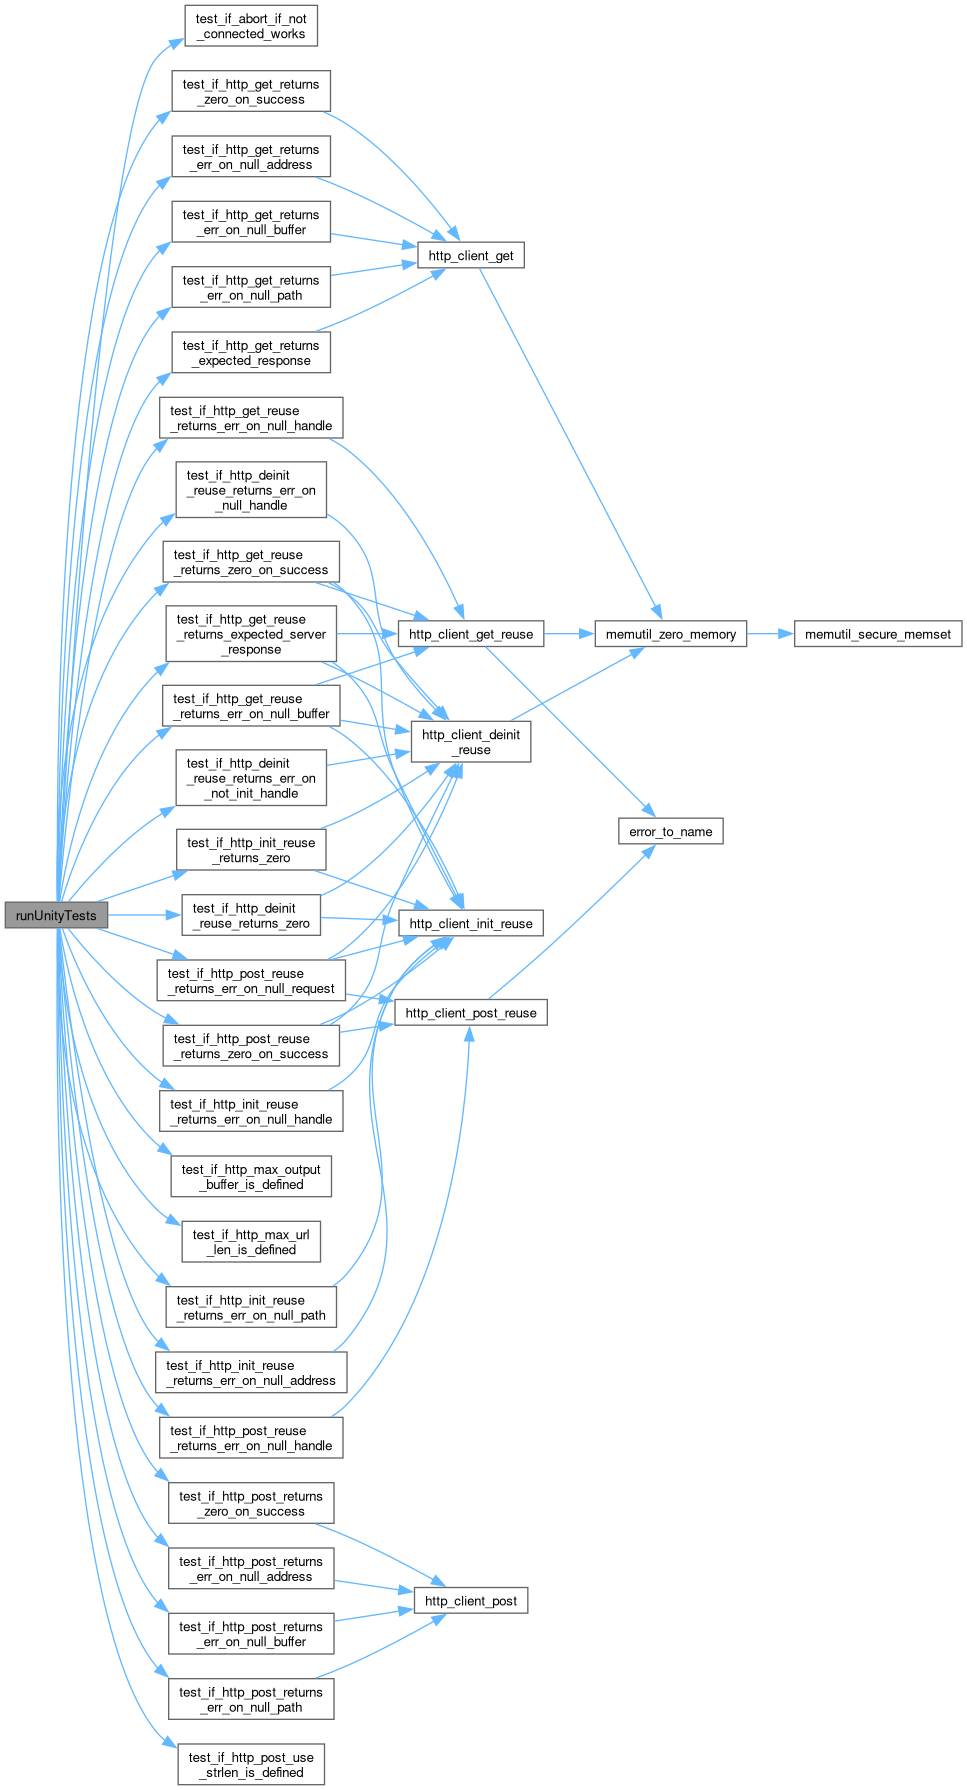 test_if_abort_if_not
_connected_works
test_if_http_get_returns
_zero_on_success
test_if_http_get_returns
_err_on_null_address
test_if_http_get_returns
_err_on_null_buffer
http_client_get
test_if_http_get_returns
_err_on_null_path
test_if_http_get_returns
_expected_response
test_if_http_get_reuse
_returns_err_on_null_handle
test_if_http_deinit
_reuse_returns_err_on
_null_handle
test_if_http_get_reuse
_returns_zero_on_success
test_if_http_get_reuse
_returns_expected_server
_response
http_client_get_reuse
memutil_zero_memory
memutil_secure_memset
test_if_http_get_reuse
_returns_err_on_null_buffer
http_client_deinit
_reuse
test_if_http_deinit
_reuse_returns_err_on
_not_init_handle
error_to_name
test_if_http_init_reuse
_returns_zero
runUnityTests
test_if_http_deinit
_reuse_returns_zero
http_client_init_reuse
test_if_http_post_reuse
_returns_err_on_null_request
http_client_post_reuse
test_if_http_post_reuse
_returns_zero_on_success
test_if_http_init_reuse
_returns_err_on_null_handle
test_if_http_max_output
_buffer_is_defined
test_if_http_max_url
_len_is_defined
test_if_http_init_reuse
_returns_err_on_null_path
test_if_http_init_reuse
_returns_err_on_null_address
test_if_http_post_reuse
_returns_err_on_null_handle
test_if_http_post_returns
_zero_on_success
test_if_http_post_returns
_err_on_null_address
http_client_post
test_if_http_post_returns
_err_on_null_buffer
test_if_http_post_returns
_err_on_null_path
test_if_http_post_use
_strlen_is_defined